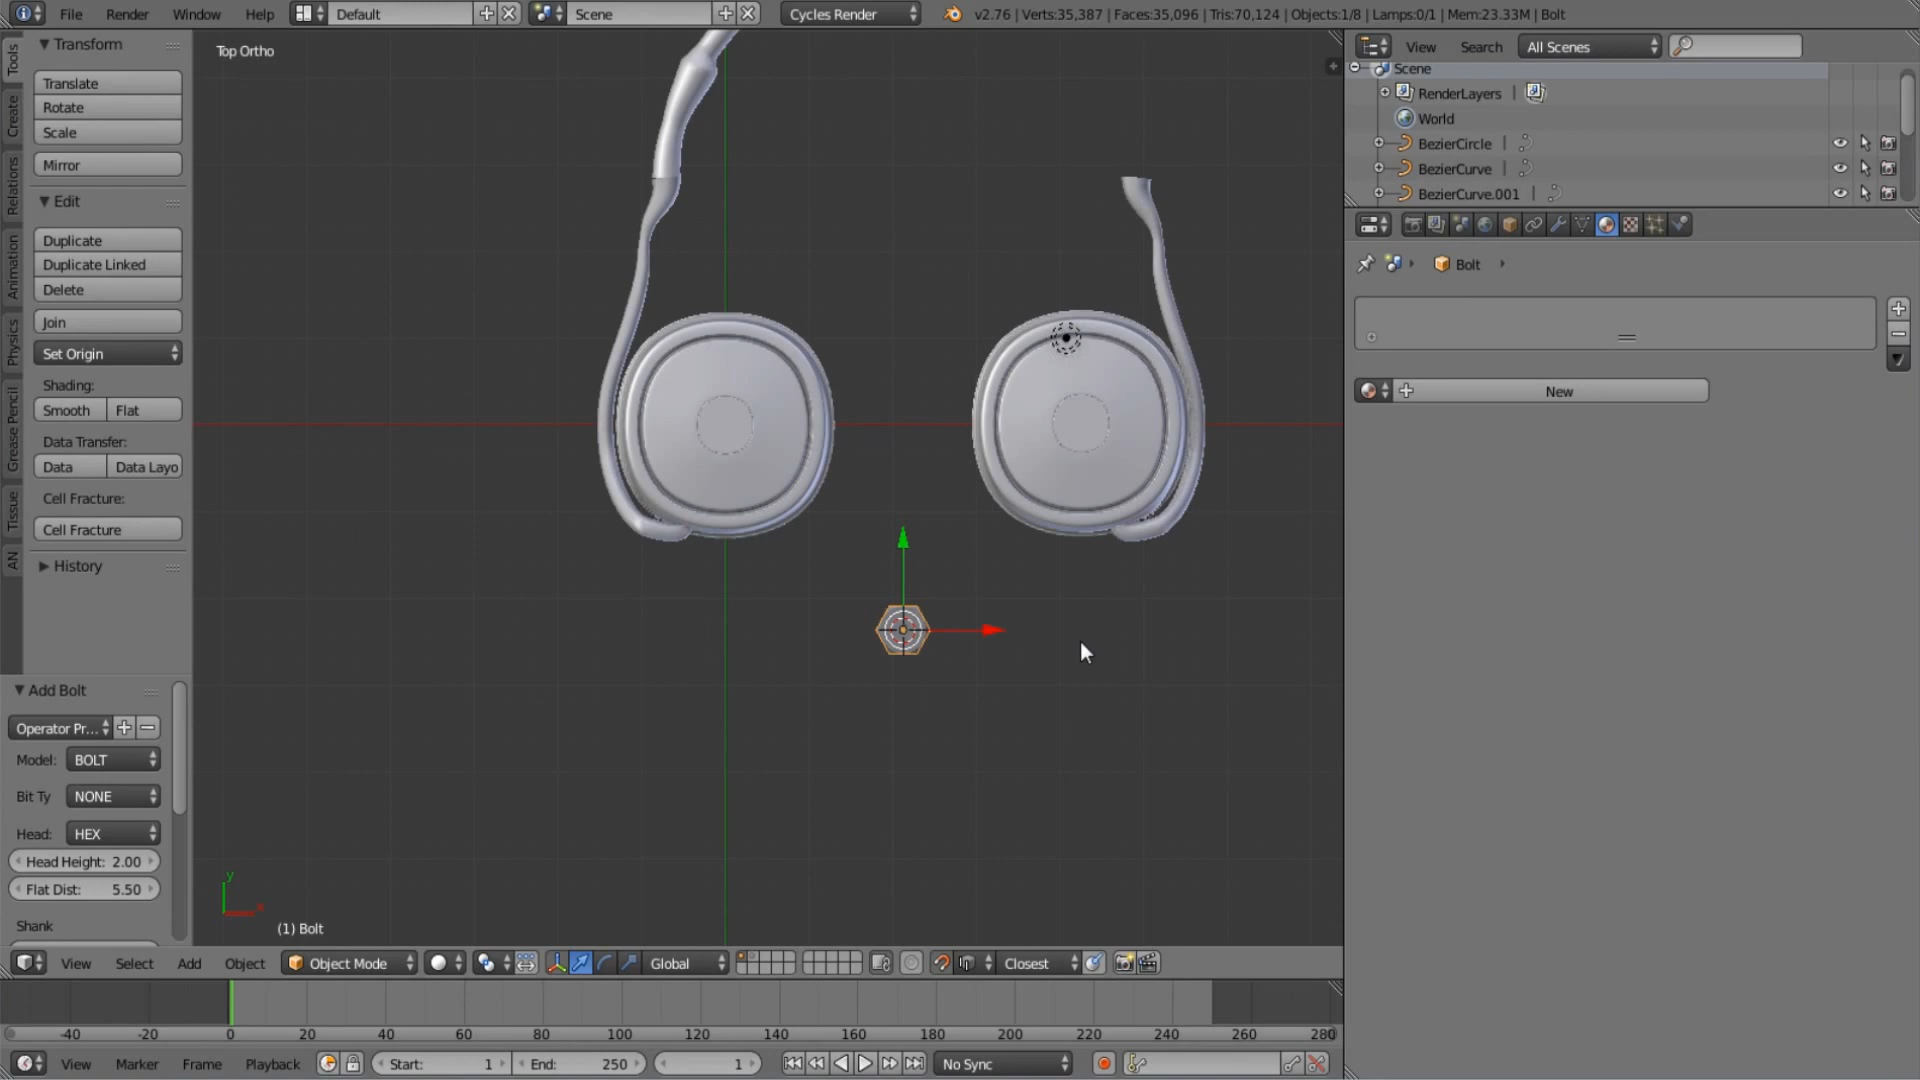 File Render Window Help Default Scene Cycles Render v2.76 | Verts:35,387 | Faces:35,096 | Tris:70,124 | Objects:1/8 | Lamps:0/1 | Mem:23.33M | Bolt
Tools
Create
Relations
Animation
Physics
Grease Pencil
Tissue
AN
Transform
Translate
Rotate
Scale
Mirror
Edit
Duplicate
Duplicate Linked
Delete
Join
Set Origin
Shading:
Smooth Flat
Data Transfer:
Data Data Layo
Cell Fracture:
Cell Fracture
History
Add Bolt
Operator Pr...
Model: BOLT
Bit Ty NONE
Head: HEX
Head Height: 2.00
Flat Dist: 5.50
Shank
Top Ortho
y
x
(1) Bolt
View Search All Scenes
Scene
RenderLayers |
World
BezierCircle |
BezierCurve |
BezierCurve.001 |
Bolt
New
View Select Add Object Object Mode Global Closest
-40 -20 0 20 40 60 80 100 120 140 160 180 200 220 240 260 280
View Marker Frame Playback Start: 1 End: 250 1 No Sync